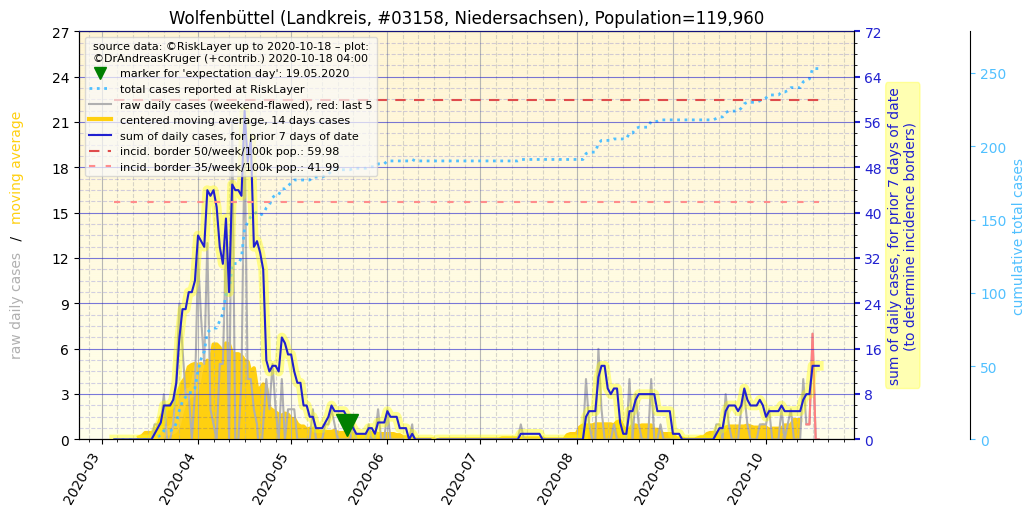 Wolfenbüttel (Landkreis, #03158, Niedersachsen), Population=119,960
source data: ©RiskLayer up to 2020-10-18 – plot:
©DrAndreasKruger (+contrib.) 2020-10-18 04:00
marker for 'expectation day': 19.05.2020
total cases reported at RiskLayer
raw daily cases (weekend-flawed), red: last 5
centered moving average, 14 days cases
sum of daily cases, for prior 7 days of date
incid. border 50/week/100k pop.: 59.98
incid. border 35/week/100k pop.: 41.99
raw daily cases / moving average
27
24
21
18
15
12
9
6
3
0
72
64
56
48
40
32
24
16
8
0
sum of daily cases, for prior 7 days of date
(to determine incidence borders)
250
200
150
100
50
0
cumulative total cases
2020-03
2020-04
2020-05
2020-06
2020-07
2020-08
2020-09
2020-10